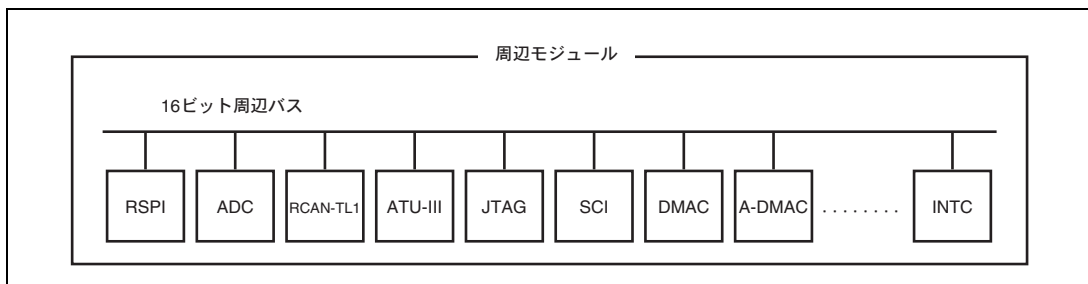 周辺モジュール
16ビット周辺バス
RSPI
ADC
RCAN-TL1
ATU-III
JTAG
SCI
DMAC
A-DMAC
........
INTC